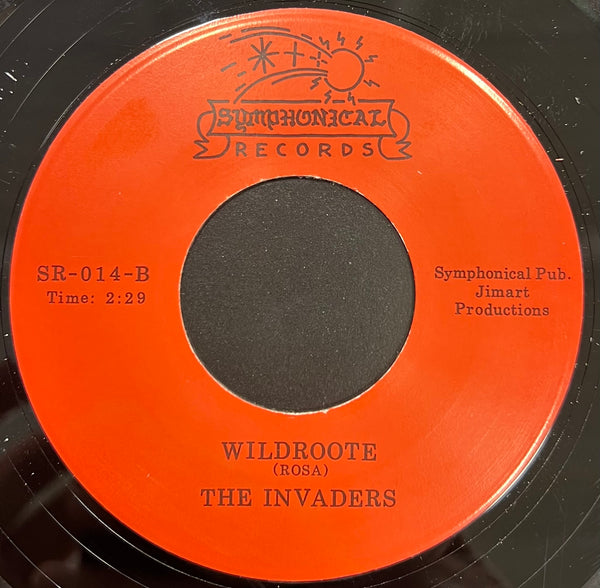 SYMPHONICAL
RECORDS
SR-014-B
Time: 2:29
Symphonical Pub.
Jimart
Productions
WILDROOTE
(ROSA)
THE INVADERS